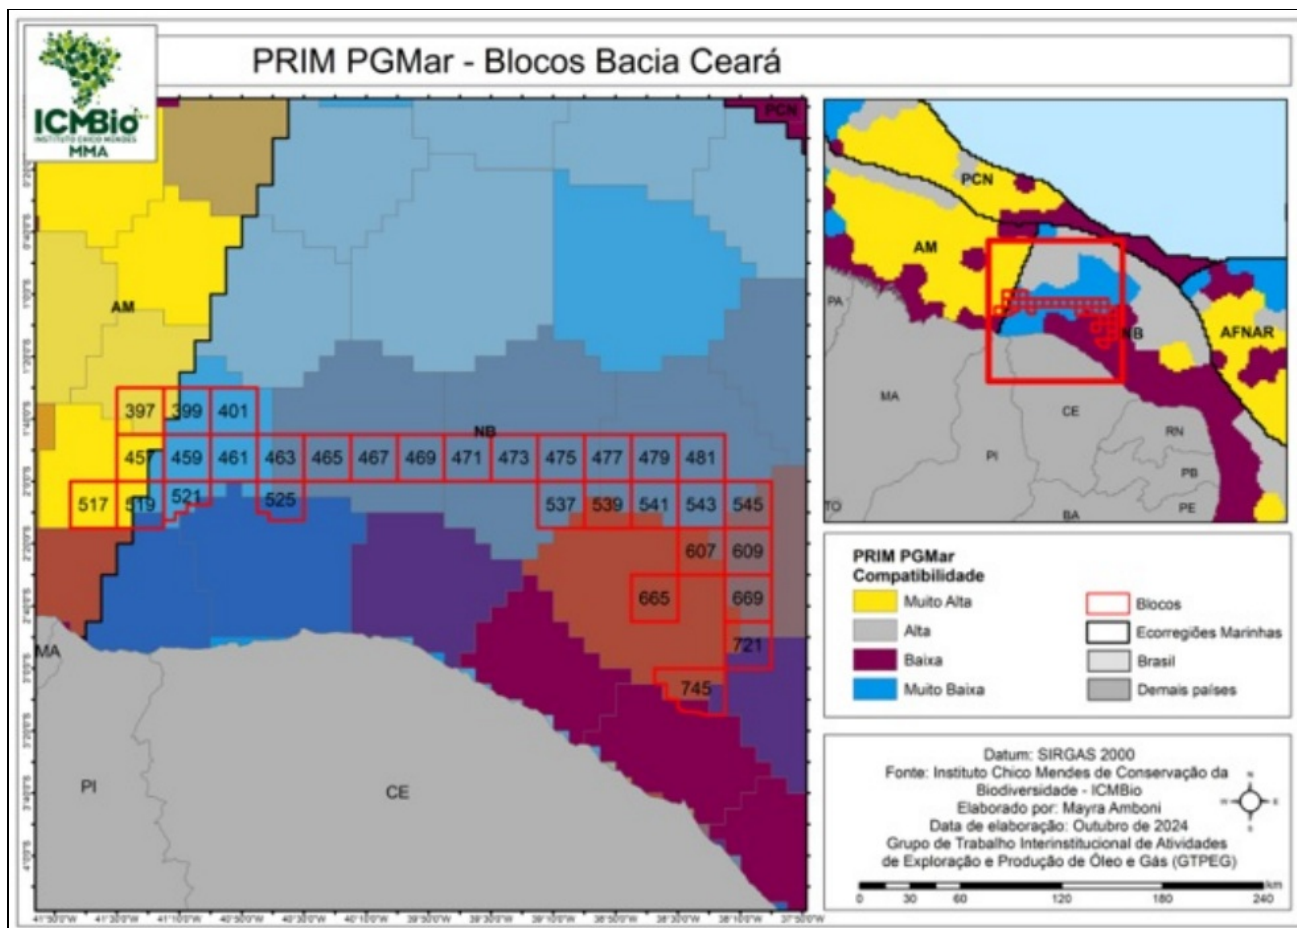 ICMBio
INSTITUTO CHICO MENDES
MMA
PRIM PGMar - Blocos Bacia Ceará
PCN
AM
NB
397 399 401
457 459 461 463 465 467 469 471 473 475 477 479 481
517 519 521 525 537 539 541 543 545
607 609
665 669
721
745
MA
PI
CE
PCN
AM
NB
AFNAR
PA
MA
CE
RN
PI
PB
PE
TO
BA
PRIM PGMar
Compatibilidade
Muito Alta
Alta
Baixa
Muito Baixa
Blocos
Ecorregiões Marinhas
Brasil
Demais países
Datum: SIRGAS 2000
Fonte: Instituto Chico Mendes de Conservação da
Biodiversidade - ICMBio
Elaborado por: Mayra Amboni
Data de elaboração: Outubro de 2024
Grupo de Trabalho Interinstitucional de Atividades
de Exploração e Produção de Óleo e Gás (GTPEG)
N
W E
S
km
0 30 60 120 180 240